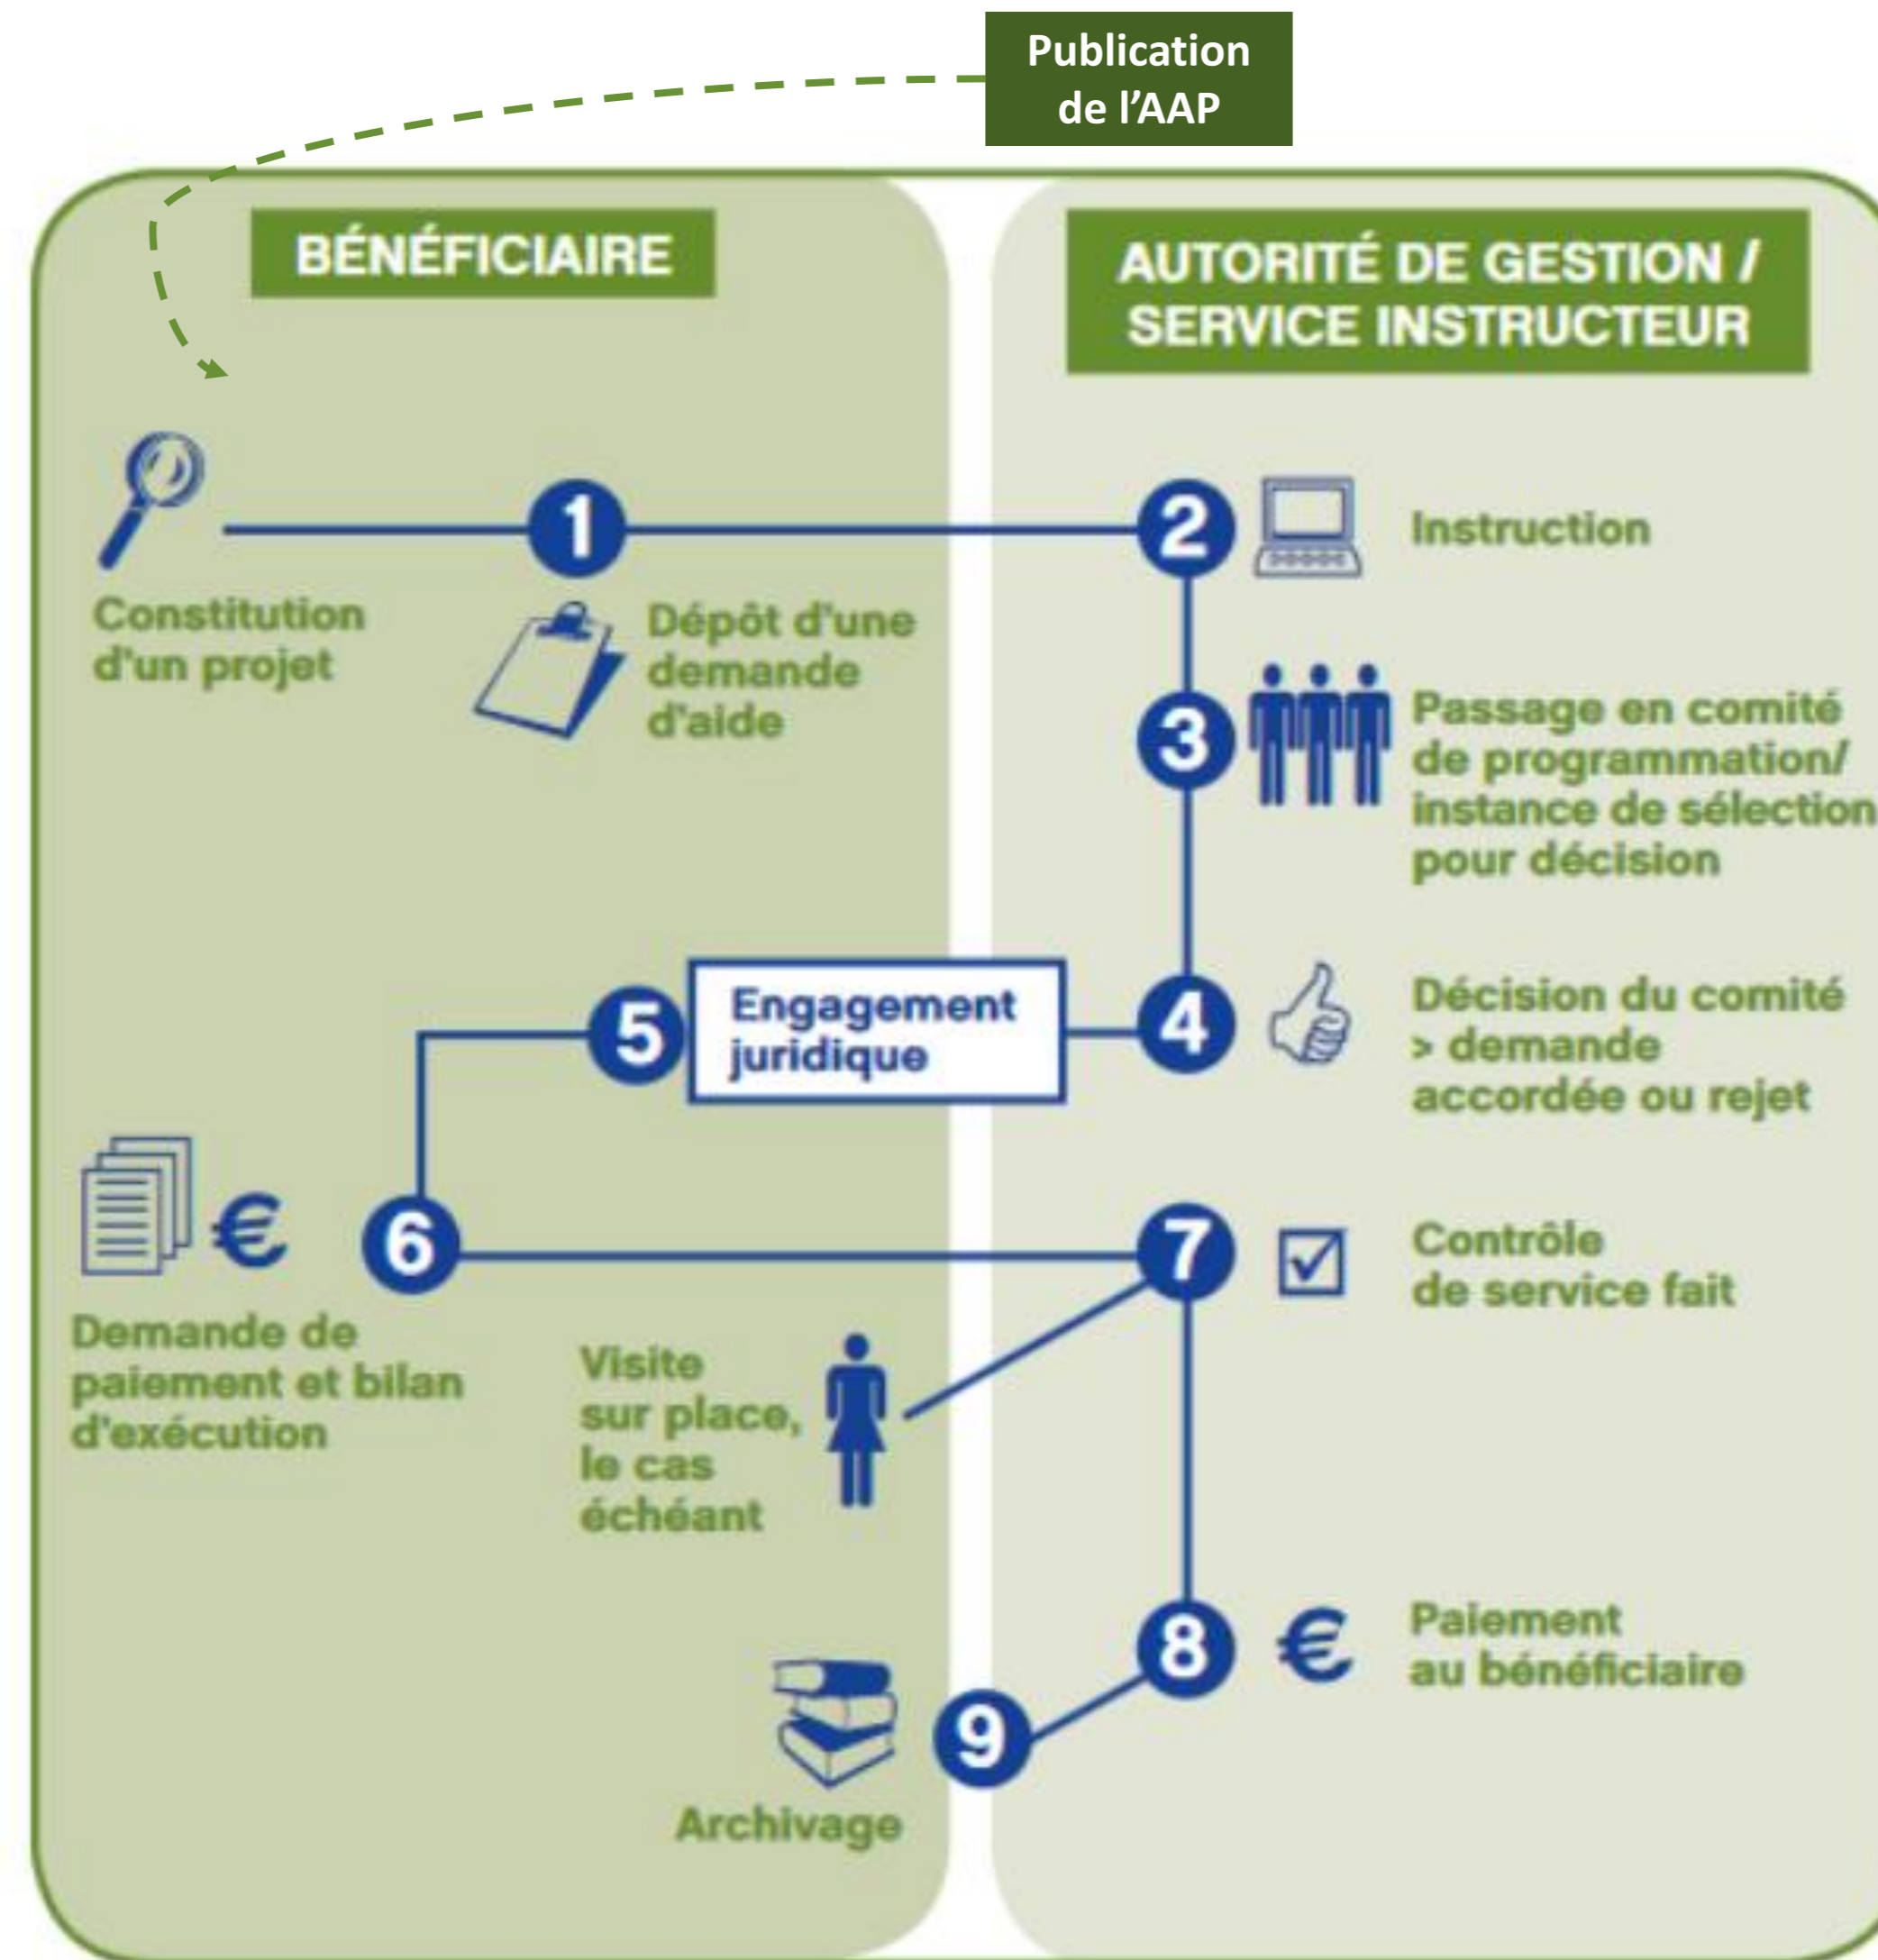 Publication
de l’AAP
BÉNÉFICIAIRE
AUTORITÉ DE GESTION /
SERVICE INSTRUCTEUR
Constitution
d'un projet
1
Dépôt d'une
demande
d'aide
2
Instruction
3
Passage en comité
de programmation/
instance de sélection
pour décision
4
Décision du comité
> demande
accordée ou rejet
5
Engagement
juridique
6
€
Demande de
paiement et bilan
d'exécution
7
Contrôle
de service fait
Visite
sur place,
le cas
échéant
8
€
Paiement
au bénéficiaire
9
Archivage